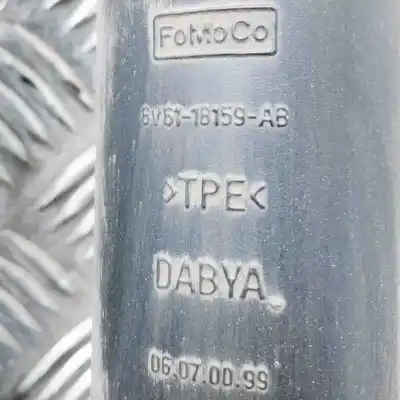 FoMoCo
8V61-18159-AB
>TPE<
DABYA
06.07.00.99